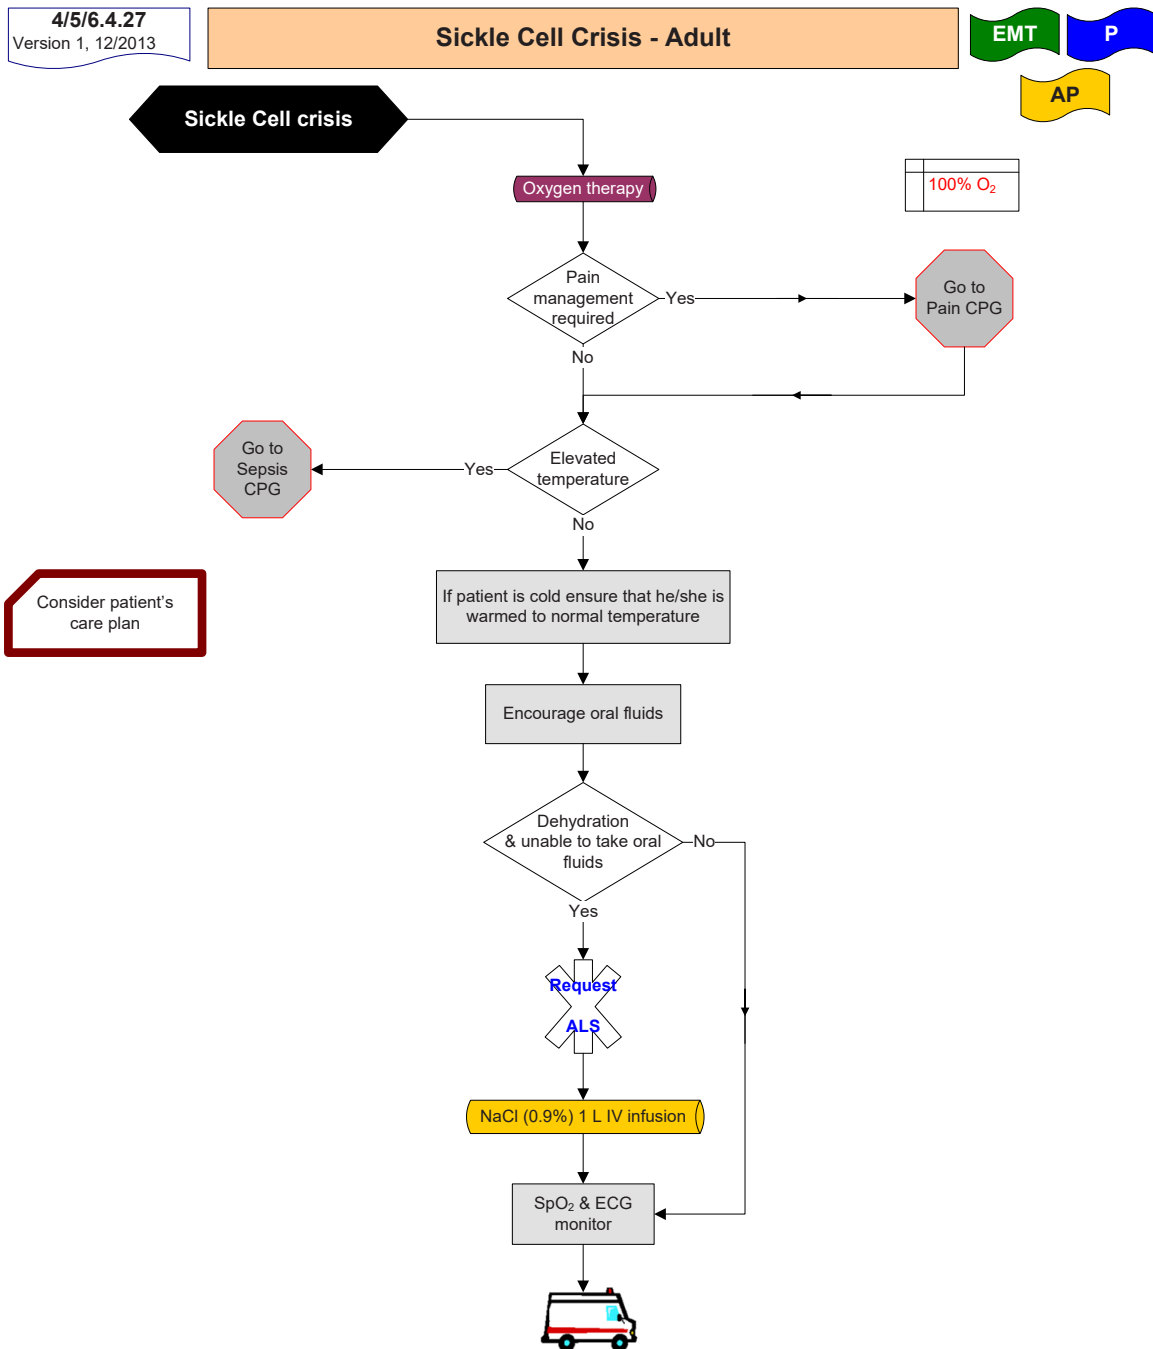 4/5/6.4.27
Version 1, 12/2013
Sickle Cell Crisis - Adult
EMT
P
AP
Sickle Cell crisis
Oxygen therapy
100% O₂
Pain
management
required
Yes
Go to
Pain CPG
No
Elevated
temperature
Yes
Go to
Sepsis
CPG
No
Consider patient’s
care plan
If patient is cold ensure that he/she is
warmed to normal temperature
Encourage oral fluids
Dehydration
& unable to take oral
fluids
No
Yes
Request
ALS
NaCl (0.9%) 1 L IV infusion
SpO₂ & ECG
monitor